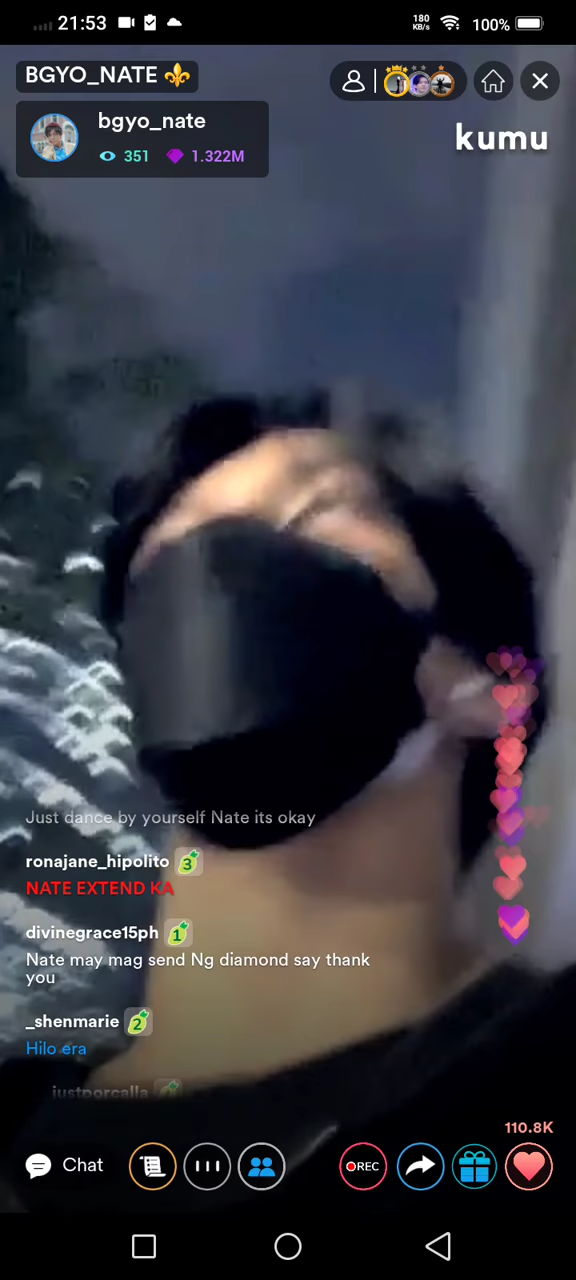 21:53
180
KB/s
100%
BGYO_NATE
bgyo_nate
351
1.322M
kumu
Just dance by yourself Nate its okay
ronajane_hipolito 3
NATE EXTEND KA
divinegrace15ph 1
Nate may mag send Ng diamond say thank
you
_shenmarie 2
Hilo era
justporcalla
110.8K
Chat
REC